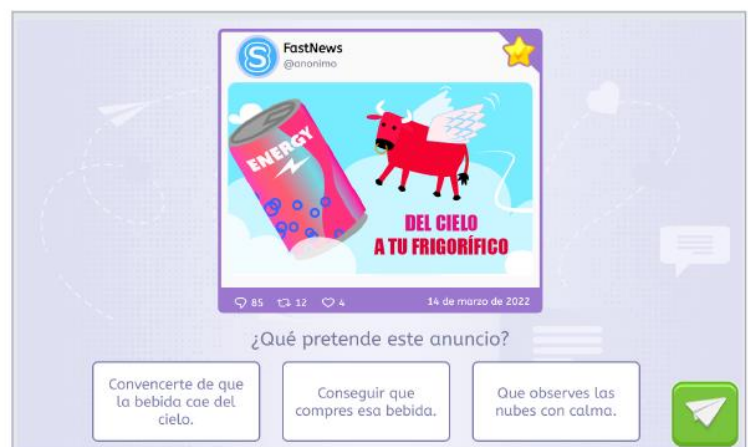 FastNews
@anonimo
ENERGY
DEL CIELO
A TU FRIGORÍFICO
85 12 4 14 de marzo de 2022
¿Qué pretende este anuncio?
Convencerte de que
la bebida cae del
cielo.
Conseguir que
compres esa bebida.
Que observes las
nubes con calma.